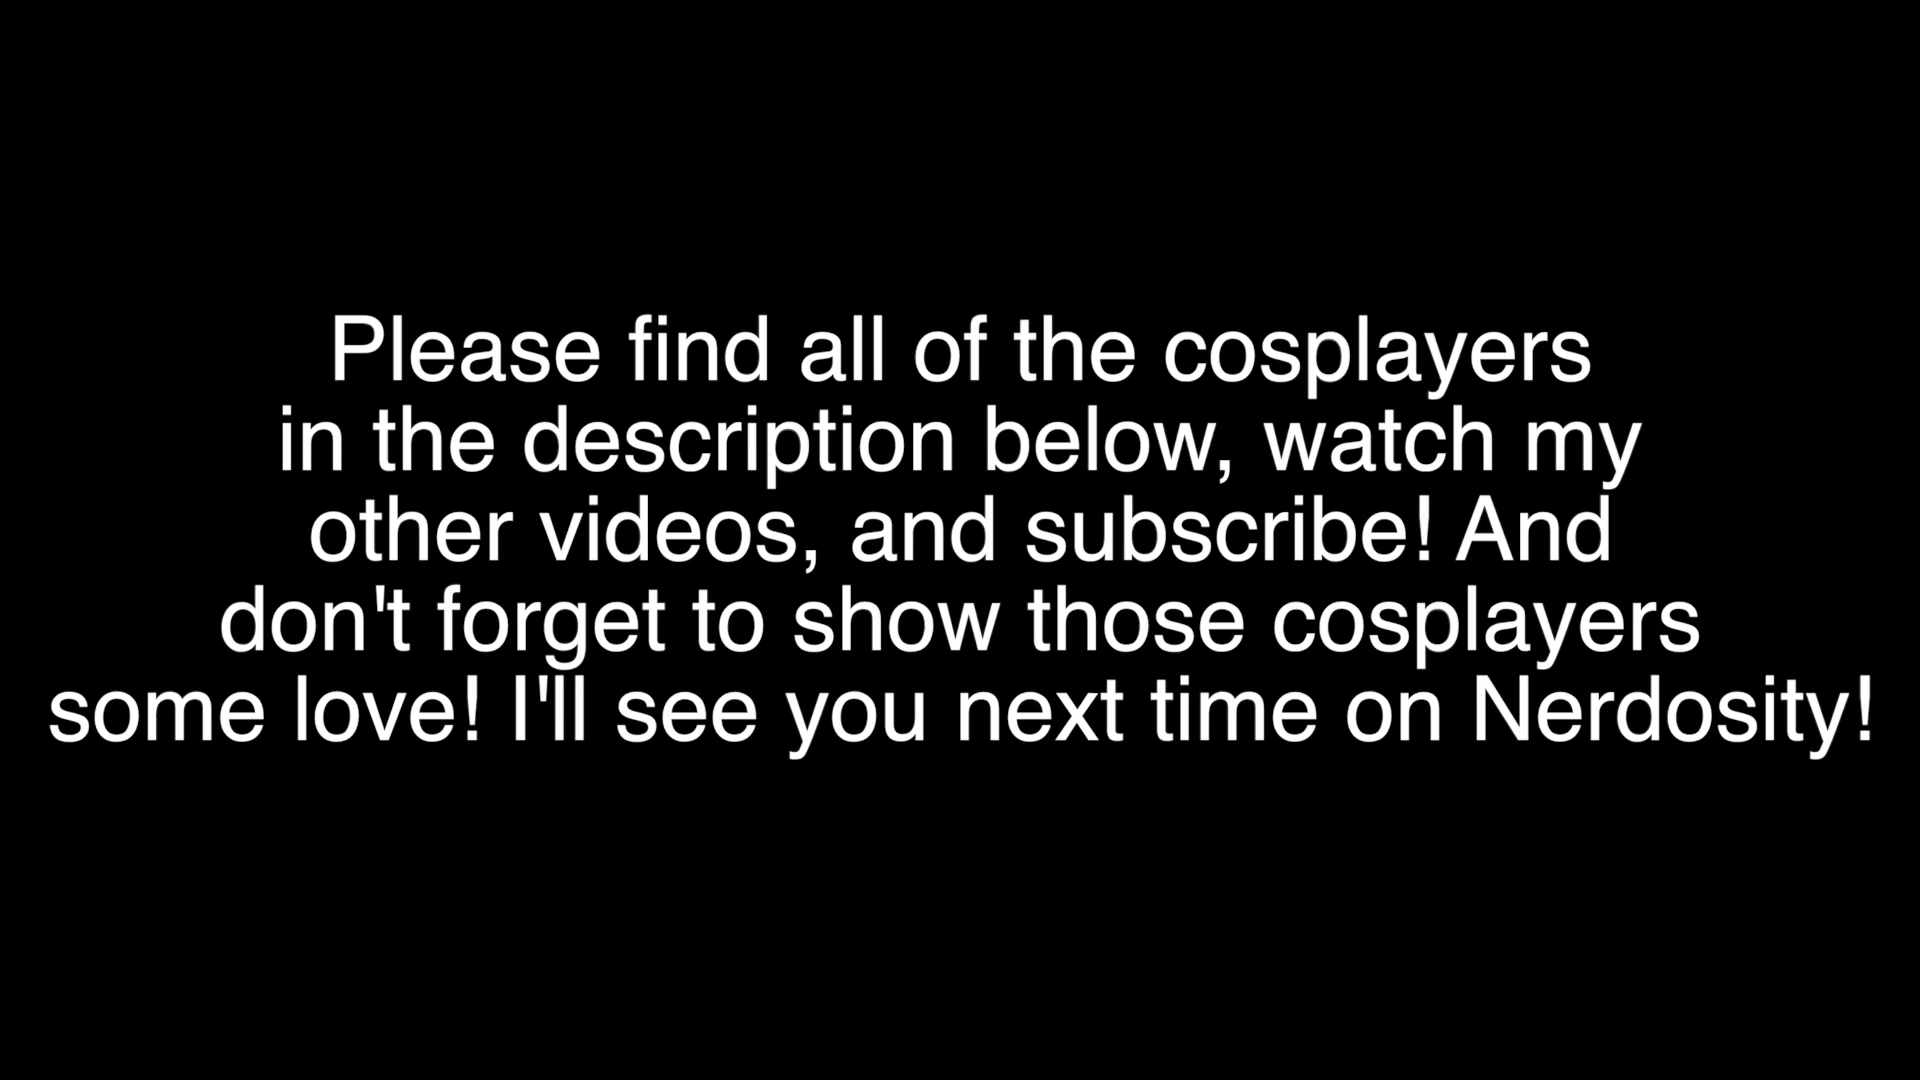 Please find all of the cosplayers
in the description below, watch my
other videos, and subscribe! And
don't forget to show those cosplayers
some love! I'll see you next time on Nerdosity!